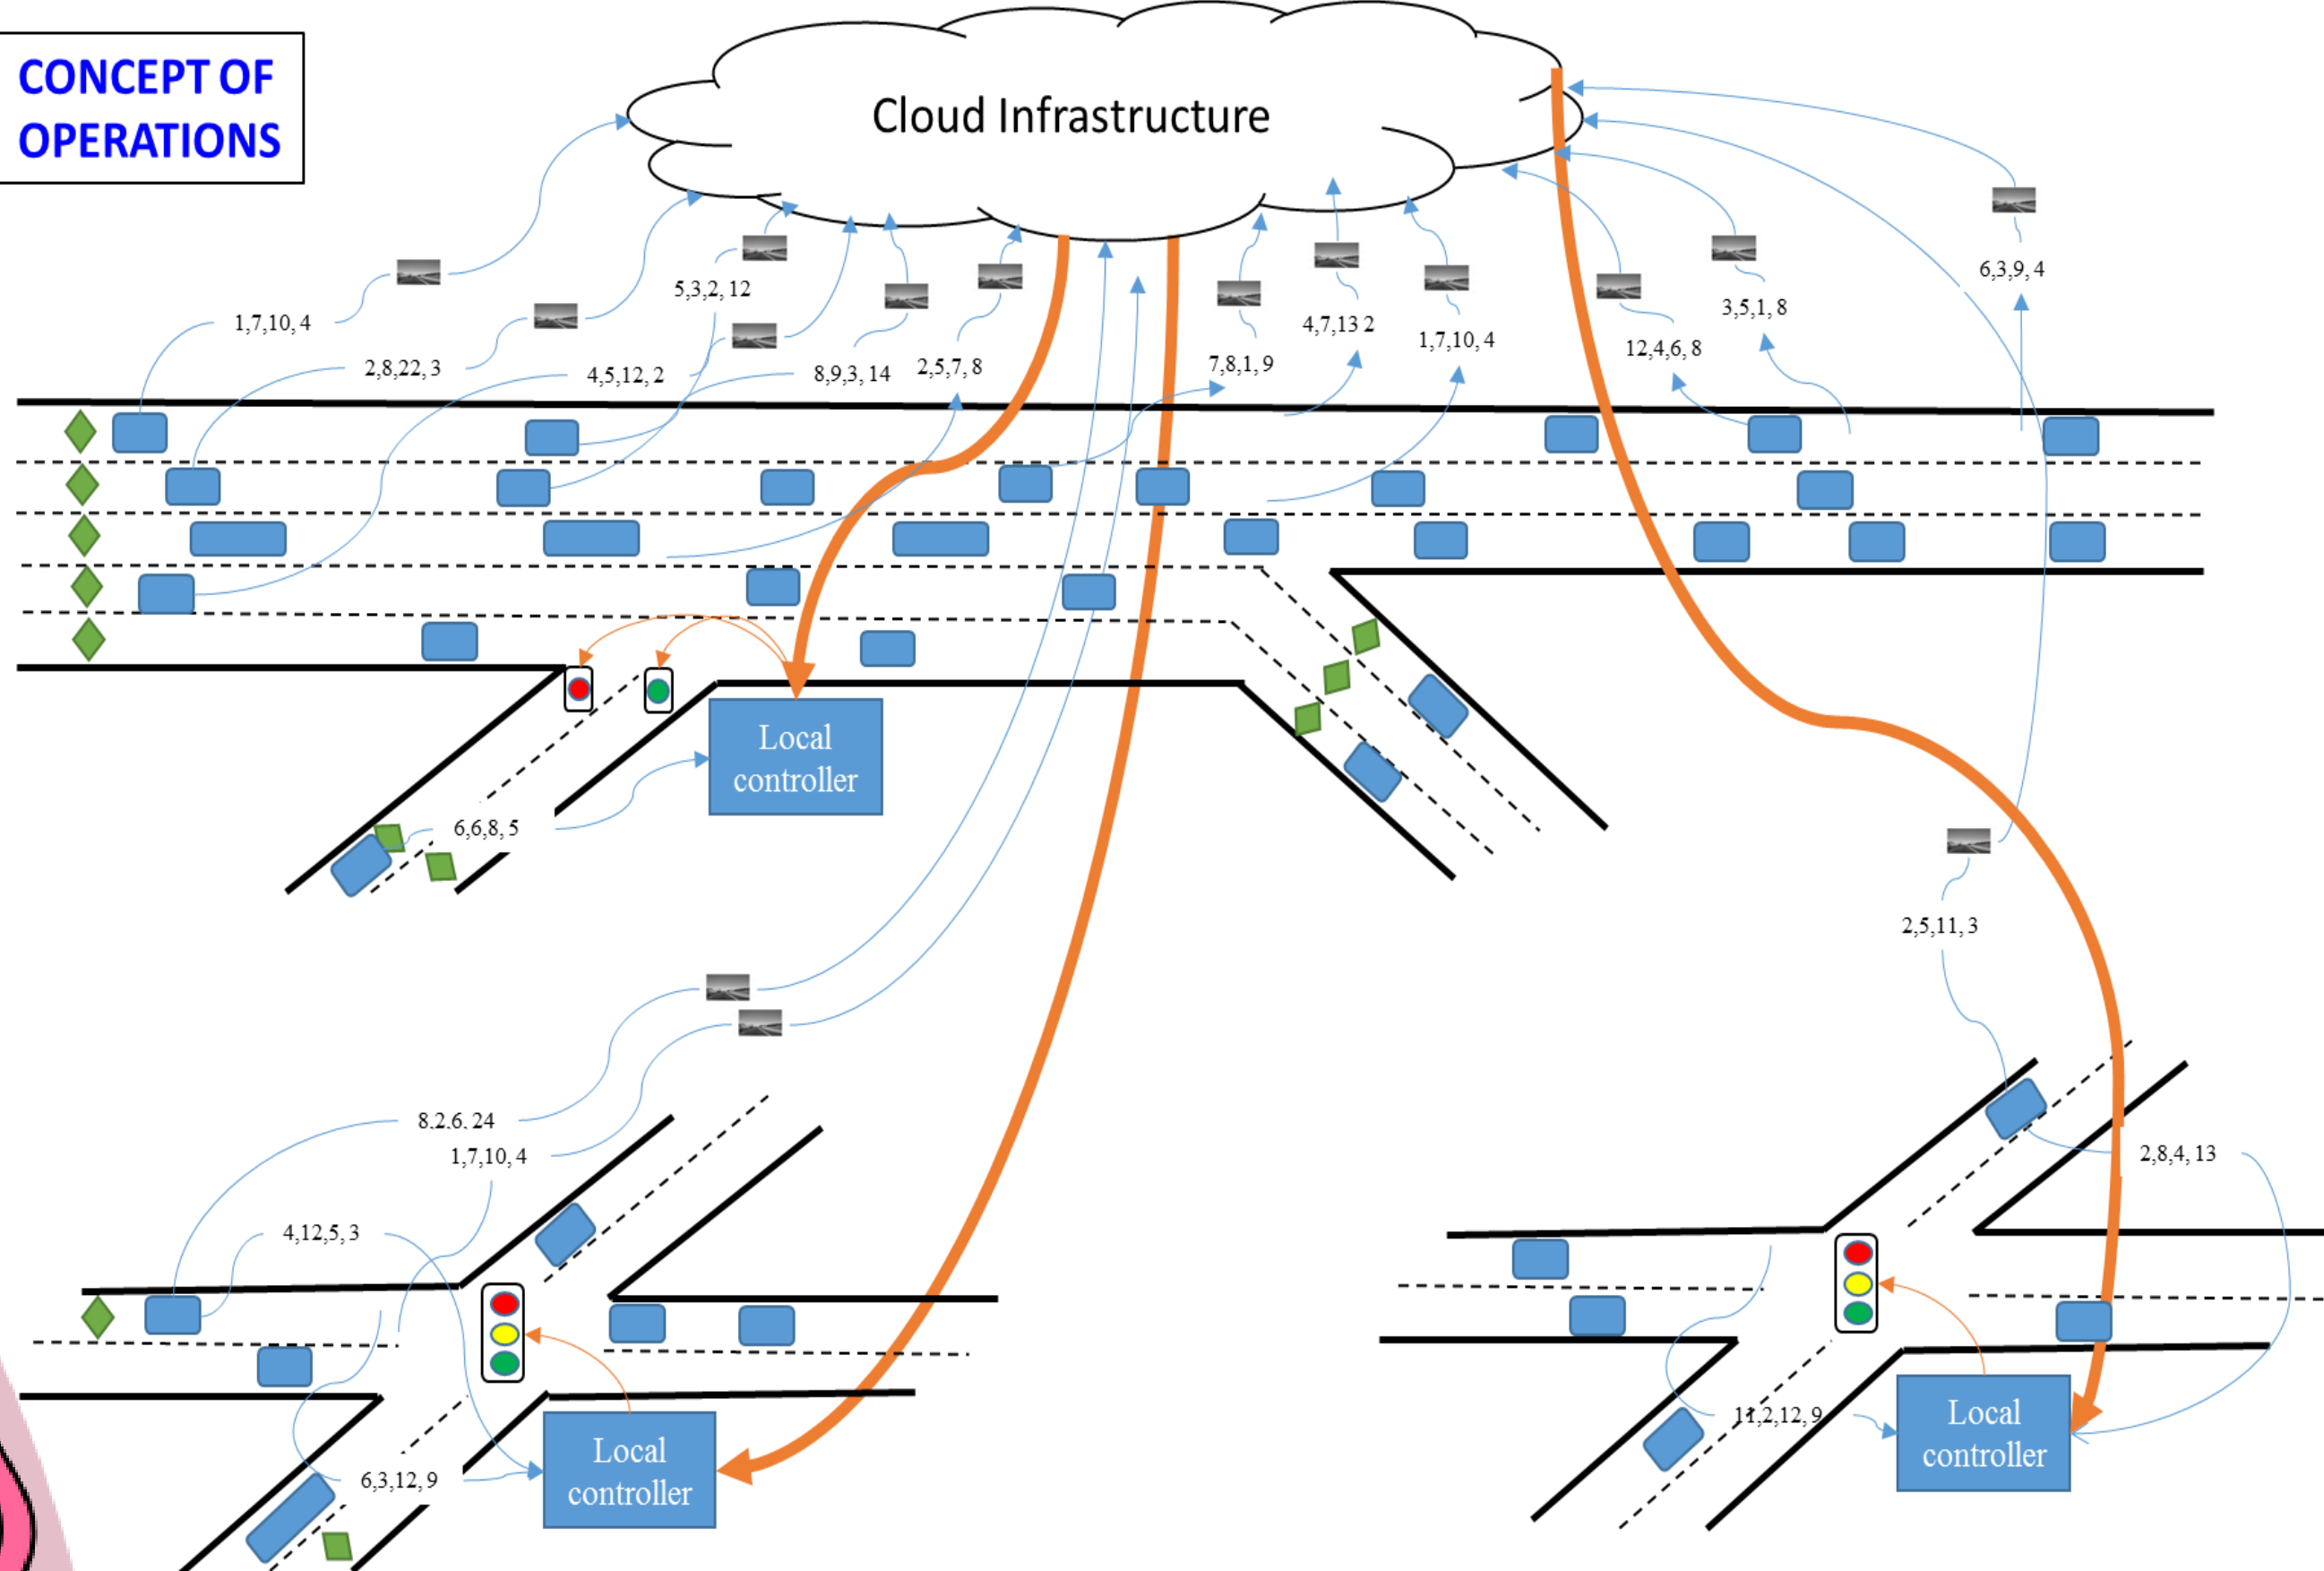 CONCEPT OF
OPERATIONS
Cloud Infrastructure
6,3,9, 4
5,3,2, 12
3,5,1, 8
1,7,10, 4
4,7,13 2
1,7,10, 4
12,4,6, 8
2,8,22, 3
4,5,12, 2
8,9,3, 14
2,5,7, 8
7,8,1, 9
Local
controller
6,6,8, 5
2,5,11, 3
8,2,6, 24
1,7,10, 4
2,8,4, 13
4,12,5, 3
11,2,12, 9
Local
controller
Local
controller
6,3,12, 9